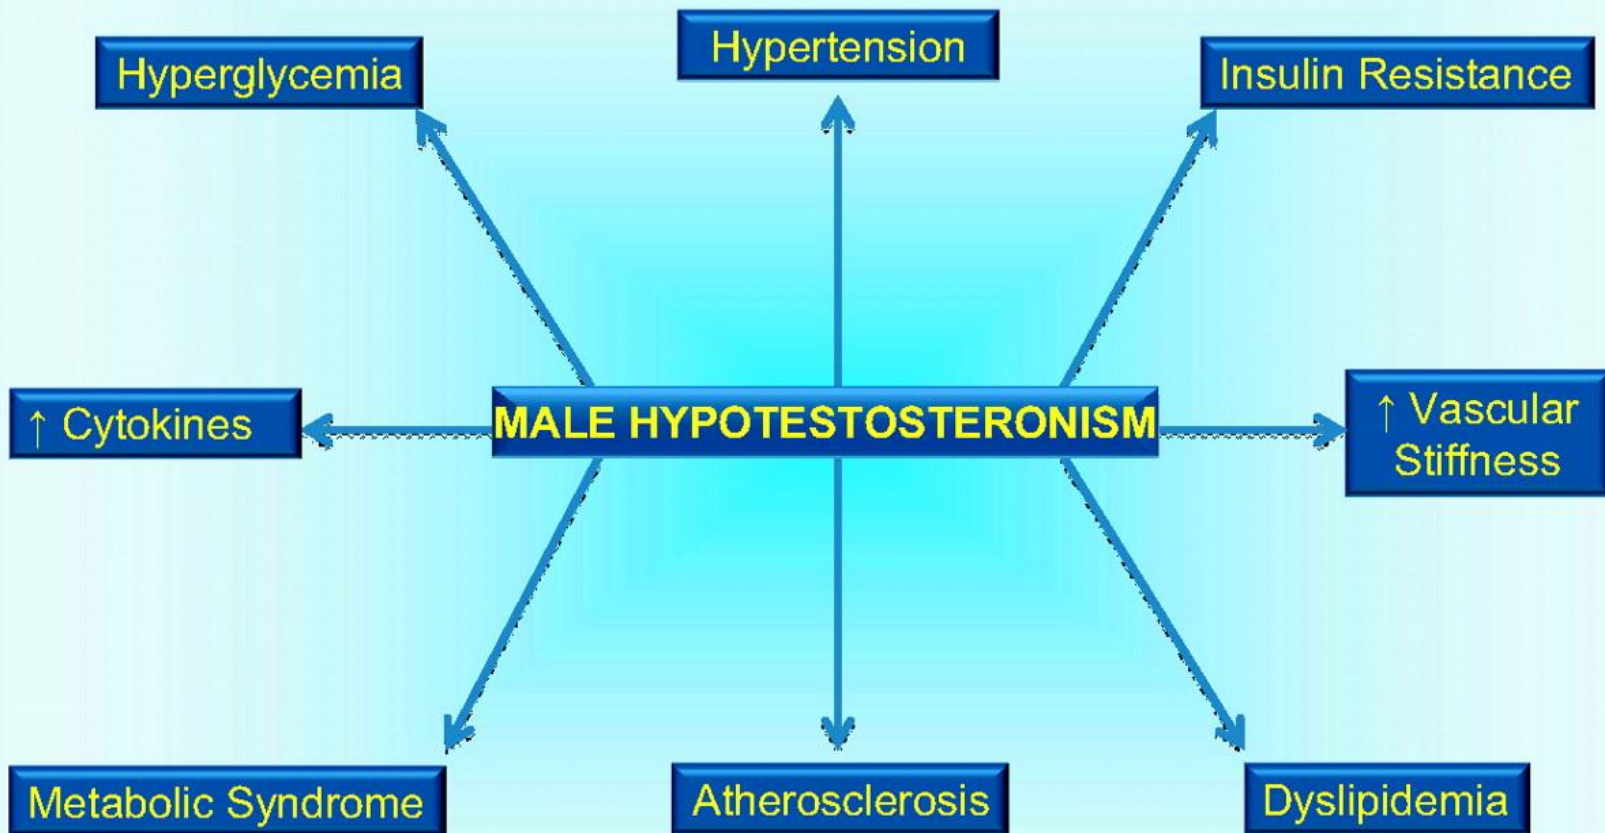 Hypertension
Hyperglycemia
Insulin Resistance
↑ Cytokines
MALE HYPOTESTOSTERONISM
↑ Vascular
Stiffness
Metabolic Syndrome
Atherosclerosis
Dyslipidemia